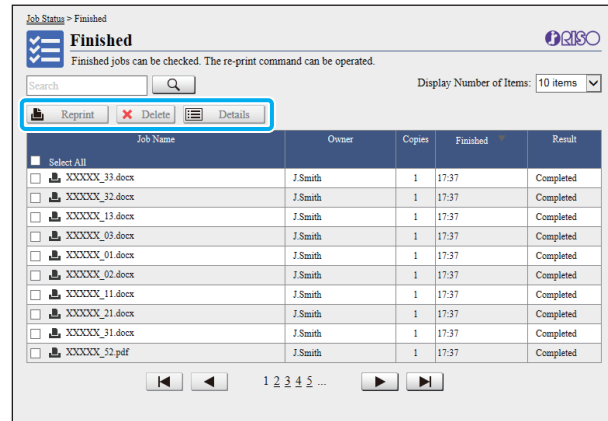 Job Status > Finished
Finished
RISO
Finished jobs can be checked. The re-print command can be operated.
Search
Display Number of Items: 10 items
Reprint Delete Details
Job Name Owner Copies Finished Result
Select All
XXXXX_33.docx J.Smith 1 17:37 Completed
XXXXX_32.docx J.Smith 1 17:37 Completed
XXXXX_13.docx J.Smith 1 17:37 Completed
XXXXX_03.docx J.Smith 1 17:37 Completed
XXXXX_01.docx J.Smith 1 17:37 Completed
XXXXX_02.docx J.Smith 1 17:37 Completed
XXXXX_11.docx J.Smith 1 17:37 Completed
XXXXX_21.docx J.Smith 1 17:37 Completed
XXXXX_31.docx J.Smith 1 17:37 Completed
XXXXX_52.pdf J.Smith 1 17:37 Completed
1 2 3 4 5 ...